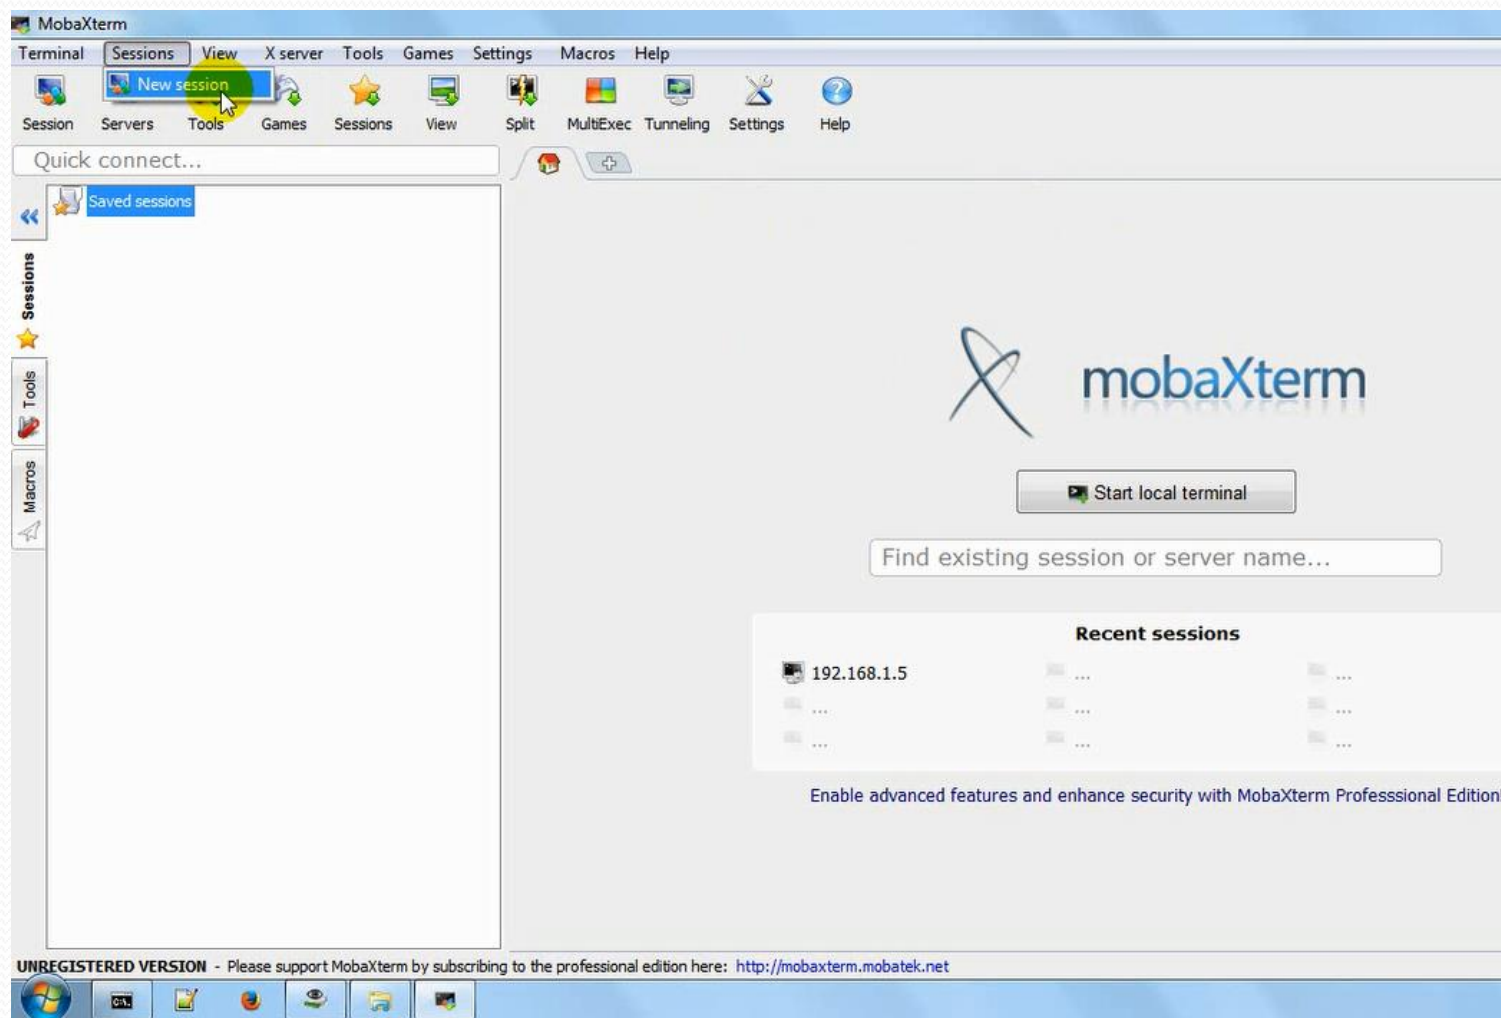 MobaXterm
Terminal Sessions View X server Tools Games Settings Macros Help
New session
Session Servers Tools Games Sessions View Split MultiExec Tunneling Settings Help
Quick connect...
Saved sessions
Sessions
Tools
Macros
mobaXterm
Start local terminal
Find existing session or server name...
Recent sessions
192.168.1.5 ... ...
... ... ...
... ... ...
Enable advanced features and enhance security with MobaXterm Professsional Edition
UNREGISTERED VERSION - Please support MobaXterm by subscribing to the professional edition here: http://mobaxterm.mobatek.net